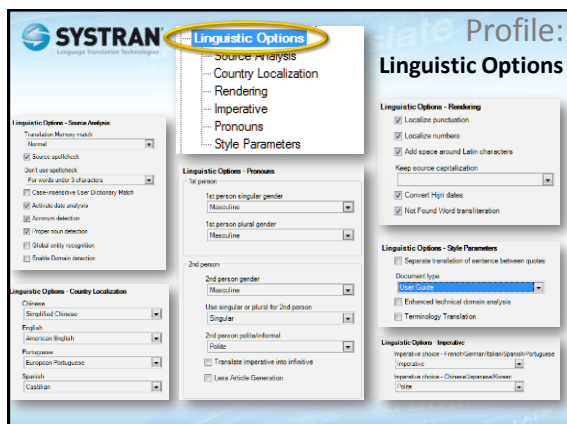 SYSTRAN
Language Translation Technologies
Profile:
Linguistic Options
Linguistic Options
Source Analysis
Country Localization
Rendering
Imperative
Pronouns
Style Parameters
Linguistic Options - Source Analysis
Translation Memory match
Normal
Source spellcheck
Don't use spellcheck
For words under 3-characters
Case-insensitive User Dictionary Match
Activate date analysis
Acronym detection
Proper noun detection
Global entity recognition
Enable Domain detection
Linguistic Options - Country Localization
Chinese
Simplified Chinese
English
American English
Portuguese
European Portuguese
Spanish
Castilian
Linguistic Options - Pronouns
1st person
1st person singular gender
Masculine
1st person plural gender
Masculine
2nd person
2nd person gender
Masculine
Use singular or plural for 2nd person
Singular
2nd person polite/informal
Polite
Translate imperative into infinitive
Less Article Generation
Linguistic Options - Rendering
Localize punctuation
Localize numbers
Add space around Latin characters
Keep source capitalization
Convert Hijri dates
Not Found Word transliteration
Linguistic Options - Style Parameters
Separate translation of sentence between quotes
Document type
User Guide
Enhanced technical domain analysis
Terminology Translation
Linguistic Options - Imperative
Imperative choice - French/German/Italian/Spanish/Portuguese
Imperative
Imperative choice - Chinese/Japanese/Korean
Polite